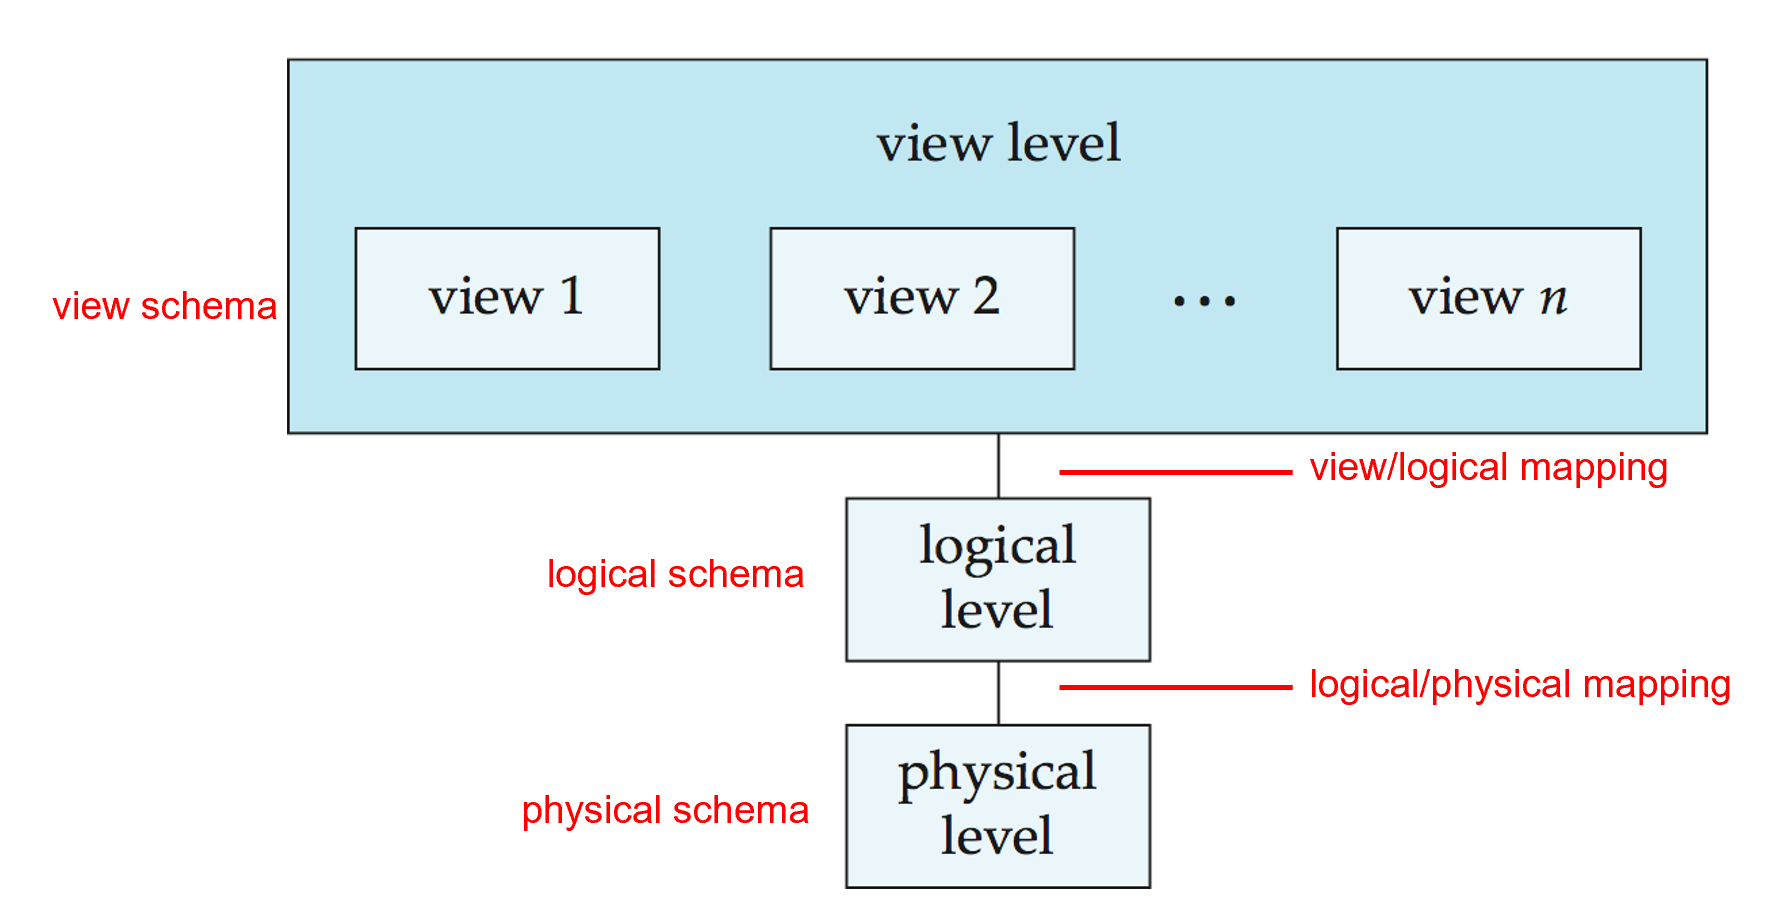 view level
view schema
view 1
view 2
...
view n
view/logical mapping
logical schema
logical
level
logical/physical mapping
physical schema
physical
level